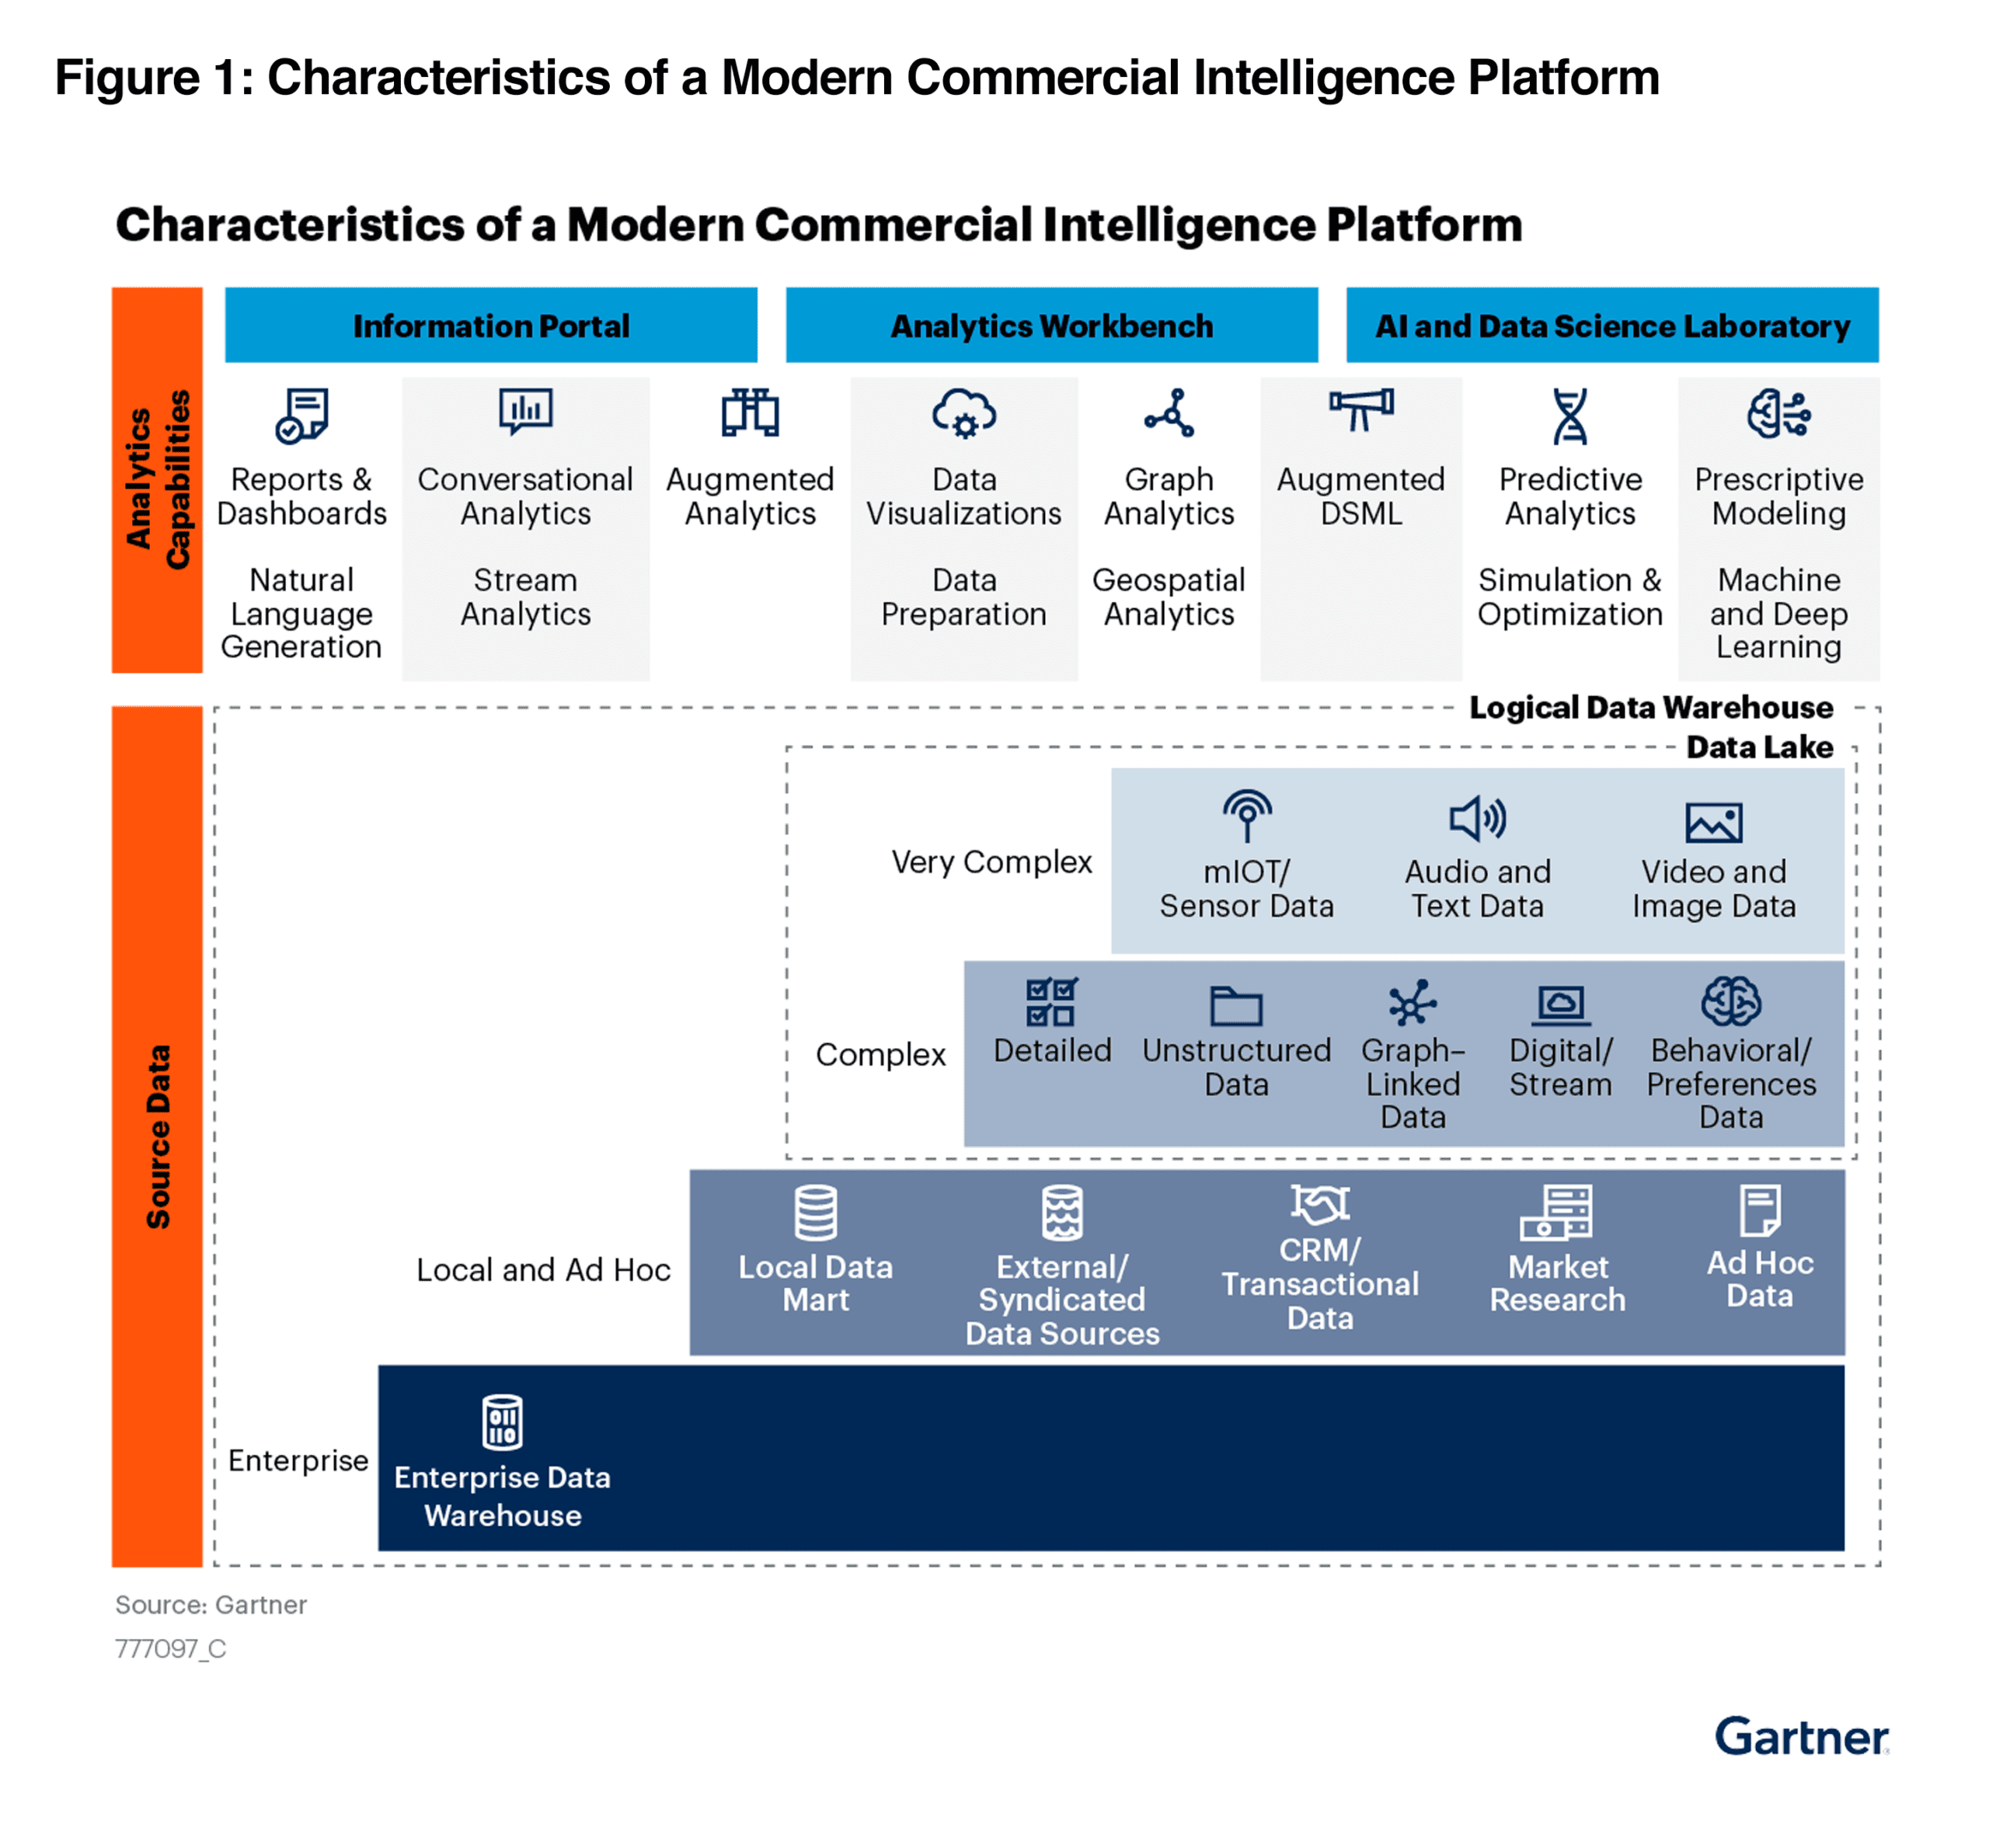 Figure 1: Characteristics of a Modern Commercial Intelligence Platform
Characteristics of a Modern Commercial Intelligence Platform
Analytics
Capabilities
Information Portal
Analytics Workbench
AI and Data Science Laboratory
Reports &
Dashboards
Natural
Language
Generation
Conversational
Analytics
Stream
Analytics
Augmented
Analytics
Data
Visualizations
Data
Preparation
Graph
Analytics
Geospatial
Analytics
Augmented
DSML
Predictive
Analytics
Simulation &
Optimization
Prescriptive
Modeling
Machine
and Deep
Learning
Source Data
Logical Data Warehouse
Data Lake
Very Complex
mIOT/
Sensor Data
Audio and
Text Data
Video and
Image Data
Complex
Detailed
Unstructured
Data
Graph–
Linked
Data
Digital/
Stream
Behavioral/
Preferences
Data
Local and Ad Hoc
Local Data
Mart
External/
Syndicated
Data Sources
CRM/
Transactional
Data
Market
Research
Ad Hoc
Data
Enterprise
OII
IIO
Enterprise Data
Warehouse
Source: Gartner
777097_C
Gartner